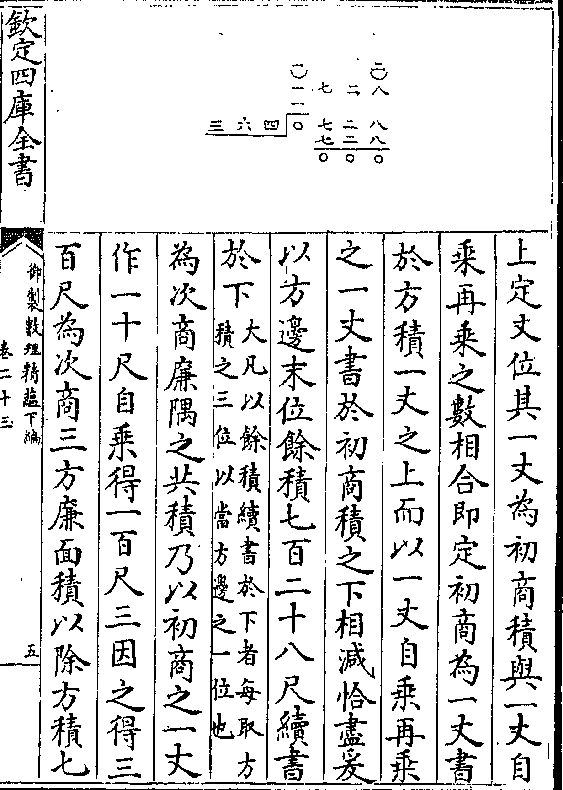 上定丈位其一丈為初商積與一丈自
乘再乘之數相合即定初商為一丈書
於方積一丈之上而以一丈自乘再乘
之一丈書於初商積之下相減恰盡爰
以方邊末位餘積七百二十八尺續書
於下大凡以餘積續書於下者每取方
積之三位以當方邊之一位也
為次商廉隅之共積乃以初商之一丈
作一十尺自乘得一百尺三因之得三
百尺為次商三方廉面積以除方積七
欽定四庫全書
御製數理精蘊下編
卷二十三
五
二 八
七 二 八
七 二 八
七 二 八
〇 〇 〇
一 一 〇
三 六 四